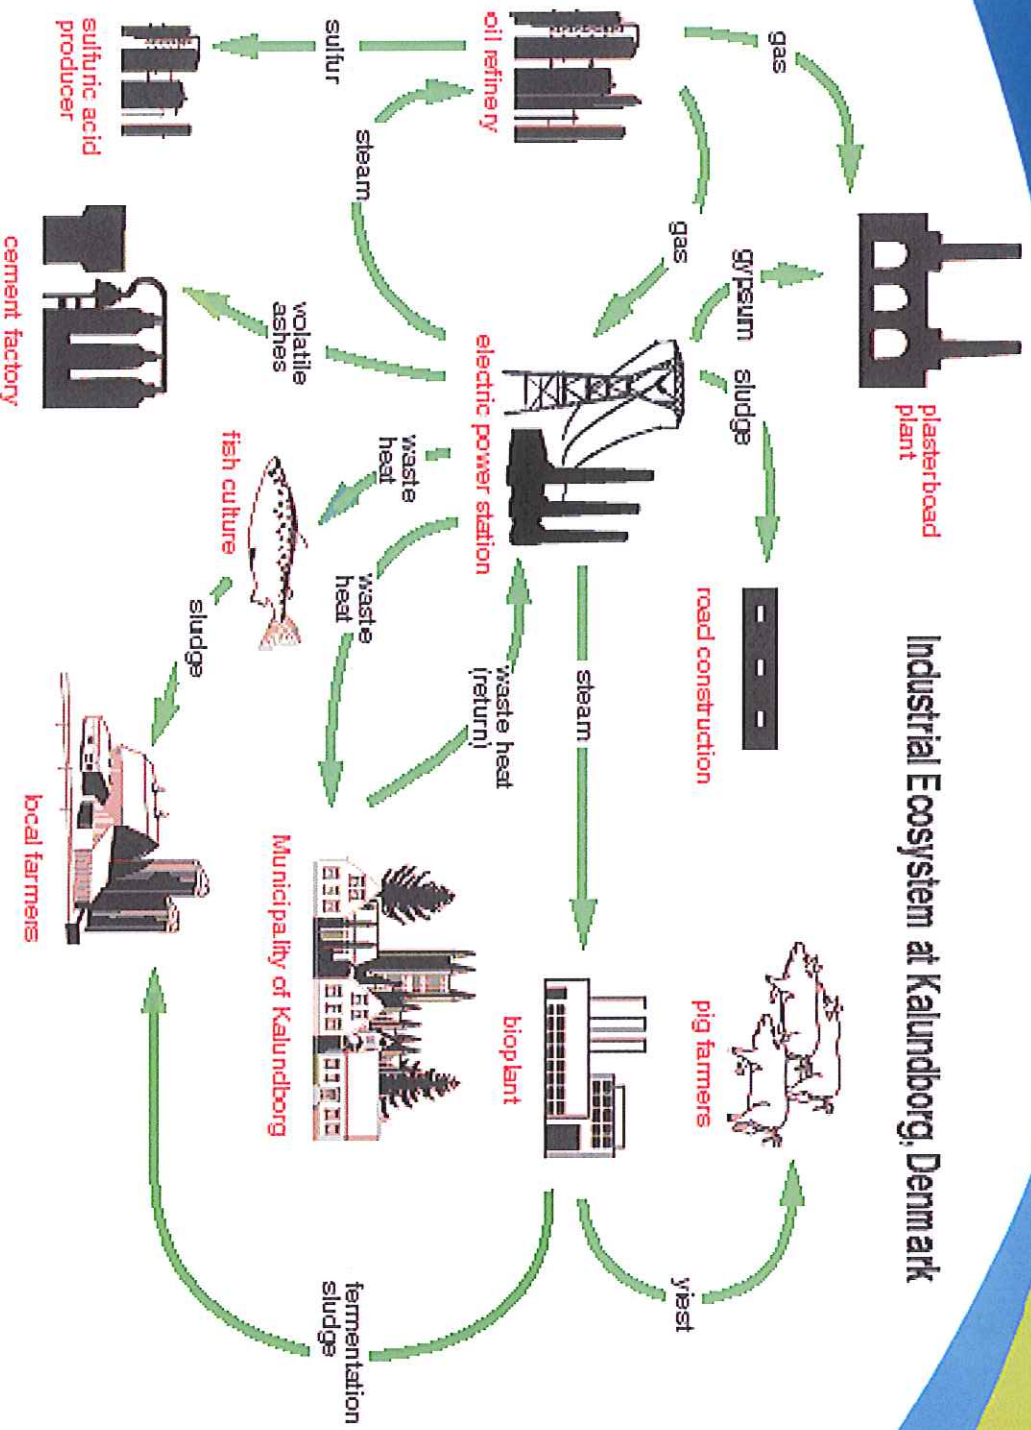 Industrial Ecosystem at Kalundborg, Denmark
gas
plasterboad
plant
gypsum
sludge
road construction
pig farmers
oil refinery
gas
yiest
sulfur
steam
electric power station
steam
bioplant
sulfuric acid
producer
volatile
ashes
waste
heat
waste
heat
waste heat
(return)
fish culture
Municipality of Kalundborg
fermentation
sludge
cement factory
sludge
local farmers